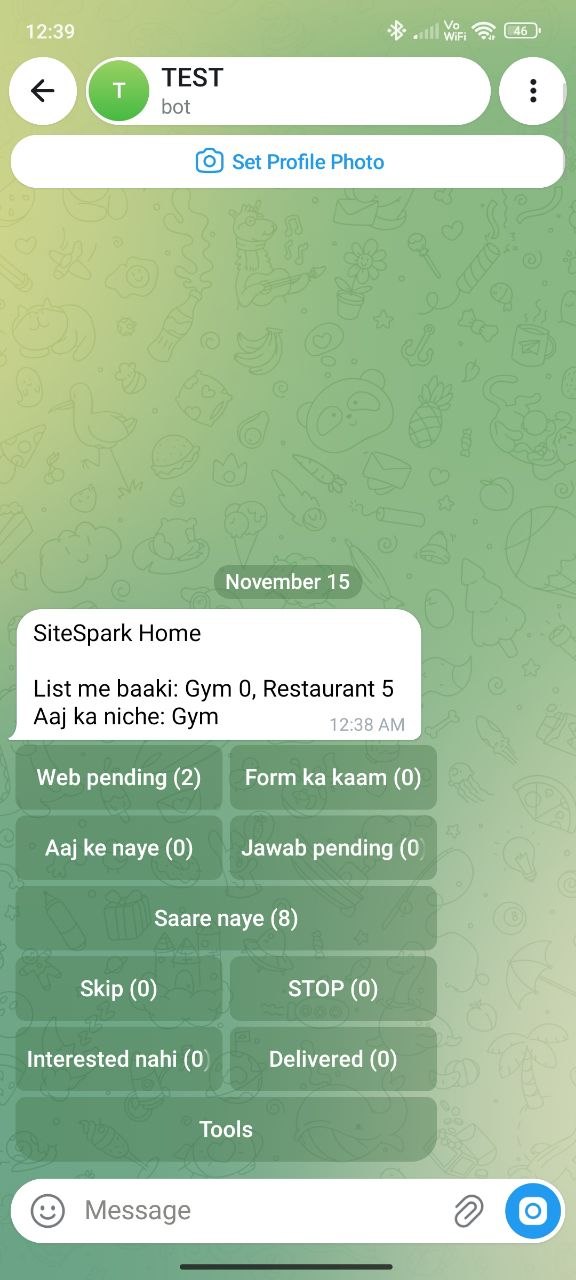 12:39
Vo
WiFi
46
T
TEST
bot
Set Profile Photo
November 15
SiteSpark Home
List me baaki: Gym 0, Restaurant 5
Aaj ka niche: Gym
12:38 AM
Web pending (2)
Form ka kaam (0)
Aaj ke naye (0)
Jawab pending (0
Saare naye (8)
Skip (0)
STOP (0)
Interested nahi (0)
Delivered (0)
Tools
Message